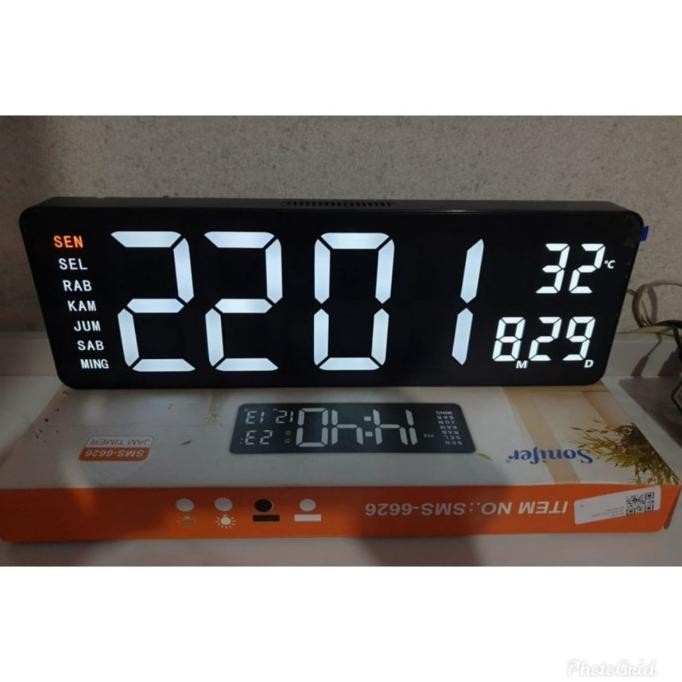 SEN
SEL
RAB
KAM
JUM
SAB
MING
2201
32 °C
8 29
M D
SMS-6626
JAM TIMER
Sonifer®
ITEM NO.:SMS-6626
PhotoGrid